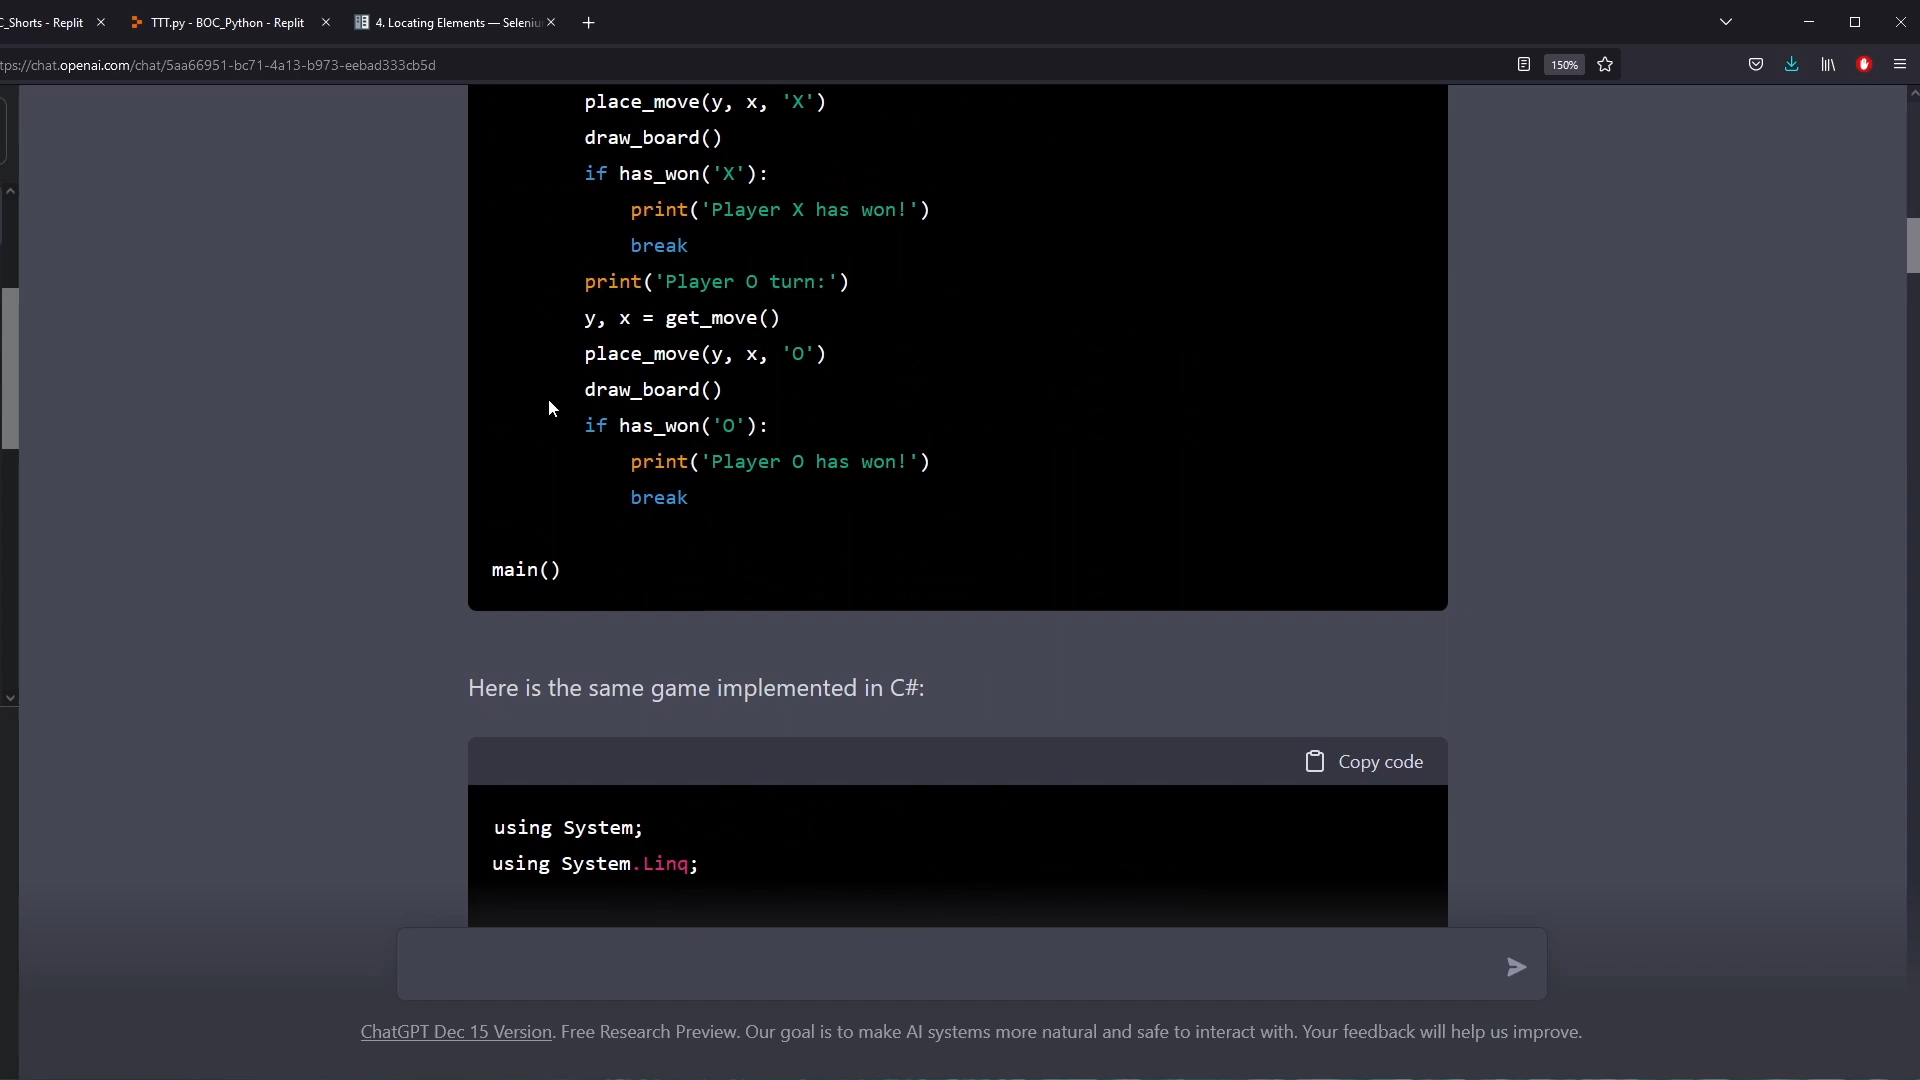 C_Shorts - Replit
TTT.py - BOC_Python - Replit
4. Locating Elements — Seleniu
tps://chat.openai.com/chat/5aa66951-bc71-4a13-b973-eebad333cb5d
150%
place_move(y, x, 'X')
draw_board()
if has_won('X'):
print('Player X has won!')
break
print('Player O turn:')
y, x = get_move()
place_move(y, x, 'O')
draw_board()
if has_won('O'):
print('Player O has won!')
break
main()
Here is the same game implemented in C#:
Copy code
using System;
using System.Linq;
ChatGPT Dec 15 Version. Free Research Preview. Our goal is to make AI systems more natural and safe to interact with. Your feedback will help us improve.